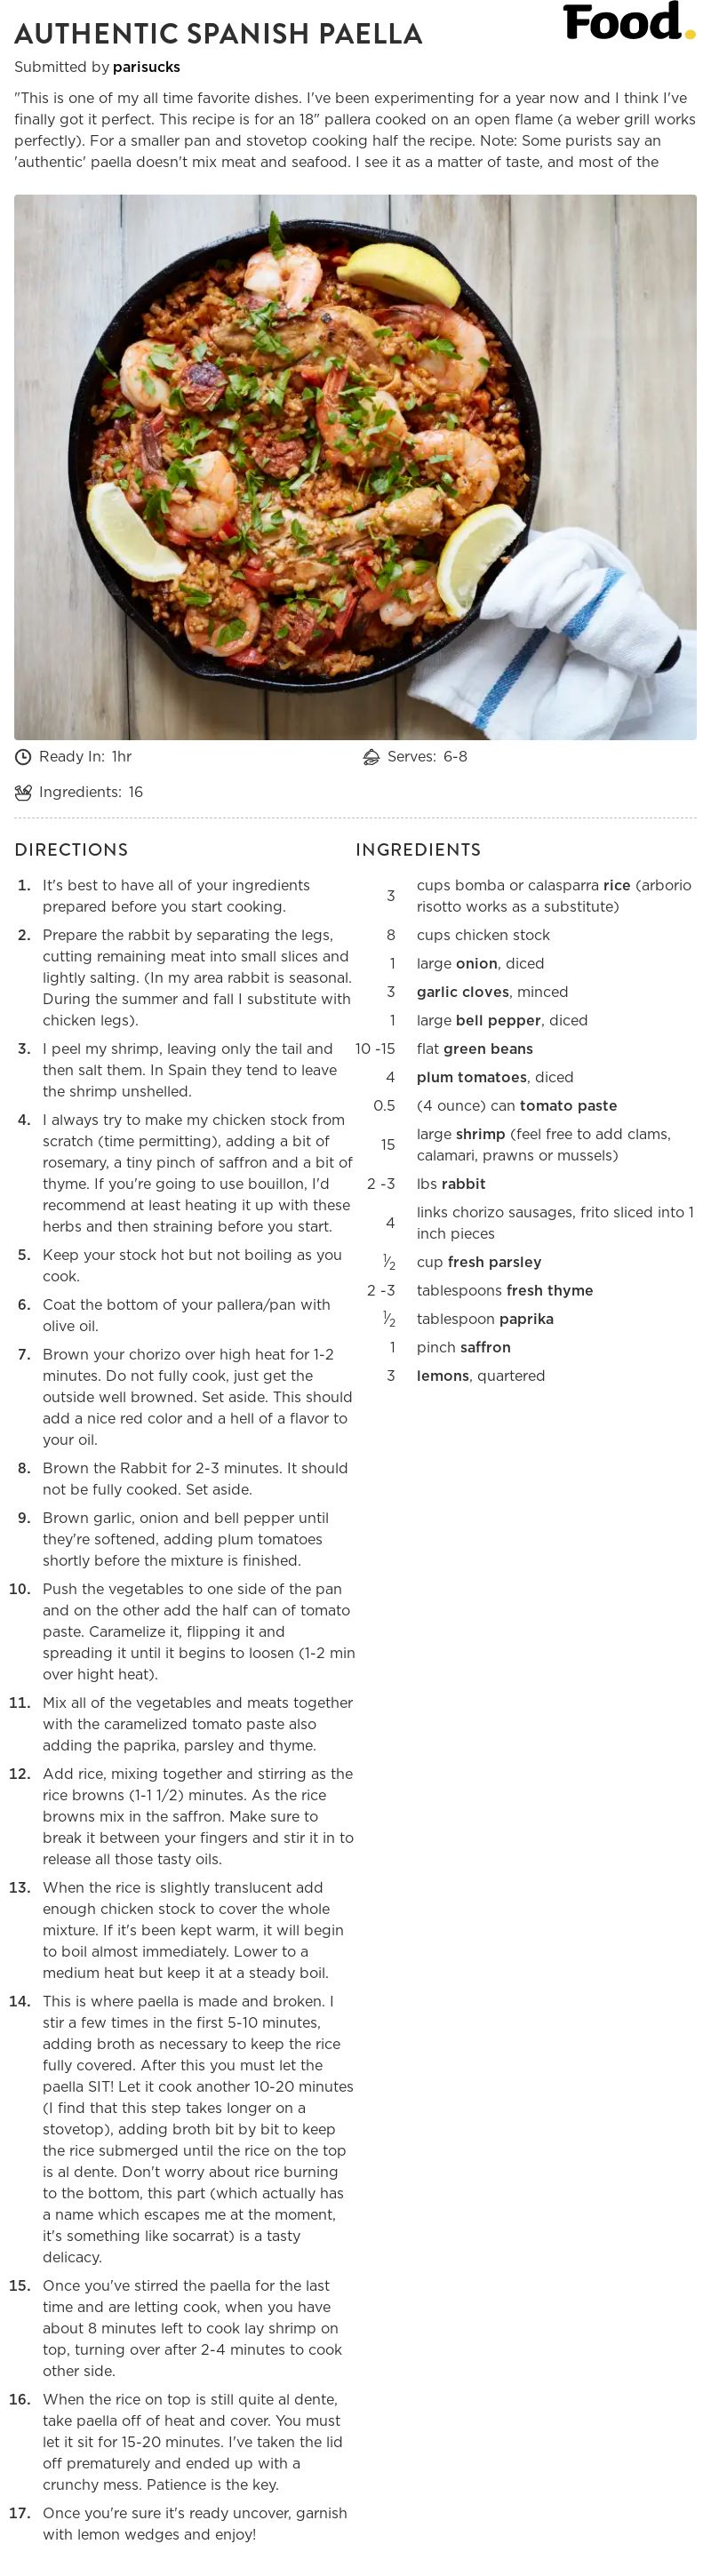 AUTHENTIC SPANISH PAELLA
Food.
Submitted by parisucks
"This is one of my all time favorite dishes. I've been experimenting for a year now and I think I've
finally got it perfect. This recipe is for an 18" pallera cooked on an open flame (a weber grill works
perfectly). For a smaller pan and stovetop cooking half the recipe. Note: Some purists say an
'authentic' paella doesn't mix meat and seafood. I see it as a matter of taste, and most of the
Ready In: 1hr
Serves: 6-8
Ingredients: 16
DIRECTIONS
1. It's best to have all of your ingredients
prepared before you start cooking.
2. Prepare the rabbit by separating the legs,
cutting remaining meat into small slices and
lightly salting. (In my area rabbit is seasonal.
During the summer and fall I substitute with
chicken legs).
3. I peel my shrimp, leaving only the tail and
then salt them. In Spain they tend to leave
the shrimp unshelled.
4. I always try to make my chicken stock from
scratch (time permitting), adding a bit of
rosemary, a tiny pinch of saffron and a bit of
thyme. If you're going to use bouillon, I'd
recommend at least heating it up with these
herbs and then straining before you start.
5. Keep your stock hot but not boiling as you
cook.
6. Coat the bottom of your pallera/pan with
olive oil.
7. Brown your chorizo over high heat for 1-2
minutes. Do not fully cook, just get the
outside well browned. Set aside. This should
add a nice red color and a hell of a flavor to
your oil.
8. Brown the Rabbit for 2-3 minutes. It should
not be fully cooked. Set aside.
9. Brown garlic, onion and bell pepper until
they're softened, adding plum tomatoes
shortly before the mixture is finished.
10. Push the vegetables to one side of the pan
and on the other add the half can of tomato
paste. Caramelize it, flipping it and
spreading it until it begins to loosen (1-2 min
over hight heat).
11. Mix all of the vegetables and meats together
with the caramelized tomato paste also
adding the paprika, parsley and thyme.
12. Add rice, mixing together and stirring as the
rice browns (1-1 1/2) minutes. As the rice
browns mix in the saffron. Make sure to
break it between your fingers and stir it in to
release all those tasty oils.
13. When the rice is slightly translucent add
enough chicken stock to cover the whole
mixture. If it's been kept warm, it will begin
to boil almost immediately. Lower to a
medium heat but keep it at a steady boil.
14. This is where paella is made and broken. I
stir a few times in the first 5-10 minutes,
adding broth as necessary to keep the rice
fully covered. After this you must let the
paella SIT! Let it cook another 10-20 minutes
(I find that this step takes longer on a
stovetop), adding broth bit by bit to keep
the rice submerged until the rice on the top
is al dente. Don't worry about rice burning
to the bottom, this part (which actually has
a name which escapes me at the moment,
it's something like socarrat) is a tasty
delicacy.
15. Once you've stirred the paella for the last
time and are letting cook, when you have
about 8 minutes left to cook lay shrimp on
top, turning over after 2-4 minutes to cook
other side.
16. When the rice on top is still quite al dente,
take paella off of heat and cover. You must
let it sit for 15-20 minutes. I've taken the lid
off prematurely and ended up with a
crunchy mess. Patience is the key.
17. Once you're sure it's ready uncover, garnish
with lemon wedges and enjoy!
INGREDIENTS
3 cups bomba or calasparra rice (arborio
risotto works as a substitute)
8 cups chicken stock
1 large onion, diced
3 garlic cloves, minced
1 large bell pepper, diced
10 -15 flat green beans
4 plum tomatoes, diced
0.5 (4 ounce) can tomato paste
15 large shrimp (feel free to add clams,
calamari, prawns or mussels)
2 -3 lbs rabbit
4 links chorizo sausages, frito sliced into 1
inch pieces
1⁄2 cup fresh parsley
2 -3 tablespoons fresh thyme
1⁄2 tablespoon paprika
1 pinch saffron
3 lemons, quartered